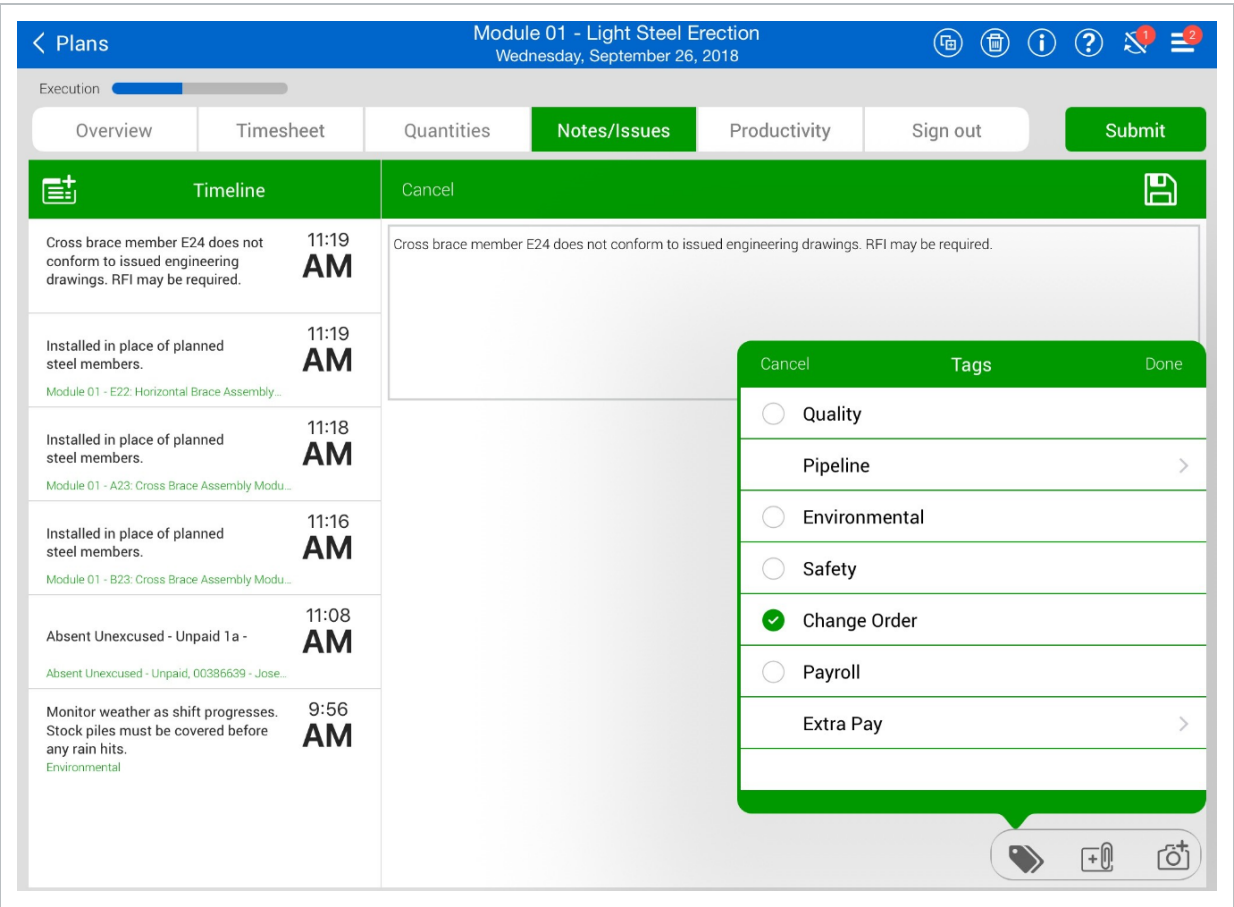 Plans
Module 01 - Light Steel Erection
Wednesday, September 26, 2018
1
2
Execution
Overview
Timesheet
Quantities
Notes/Issues
Productivity
Sign out
Submit
Timeline
Cancel
Cross brace member E24 does not
conform to issued engineering
drawings. RFI may be required.
11:19
AM
Installed in place of planned
steel members.
Module 01 - E22: Horizontal Brace Assembly...
11:19
AM
Installed in place of planned
steel members.
Module 01 - A23: Cross Brace Assembly Modu...
11:18
AM
Installed in place of planned
steel members.
Module 01 - B23: Cross Brace Assembly Modu...
11:16
AM
Absent Unexcused - Unpaid 1a -
Absent Unexcused - Unpaid, 00386639 - Jose...
11:08
AM
Monitor weather as shift progresses.
Stock piles must be covered before
any rain hits.
Environmental
9:56
AM
Cross brace member E24 does not conform to issued engineering drawings. RFI may be required.
Cancel
Tags
Done
Quality
Pipeline
Environmental
Safety
Change Order
Payroll
Extra Pay